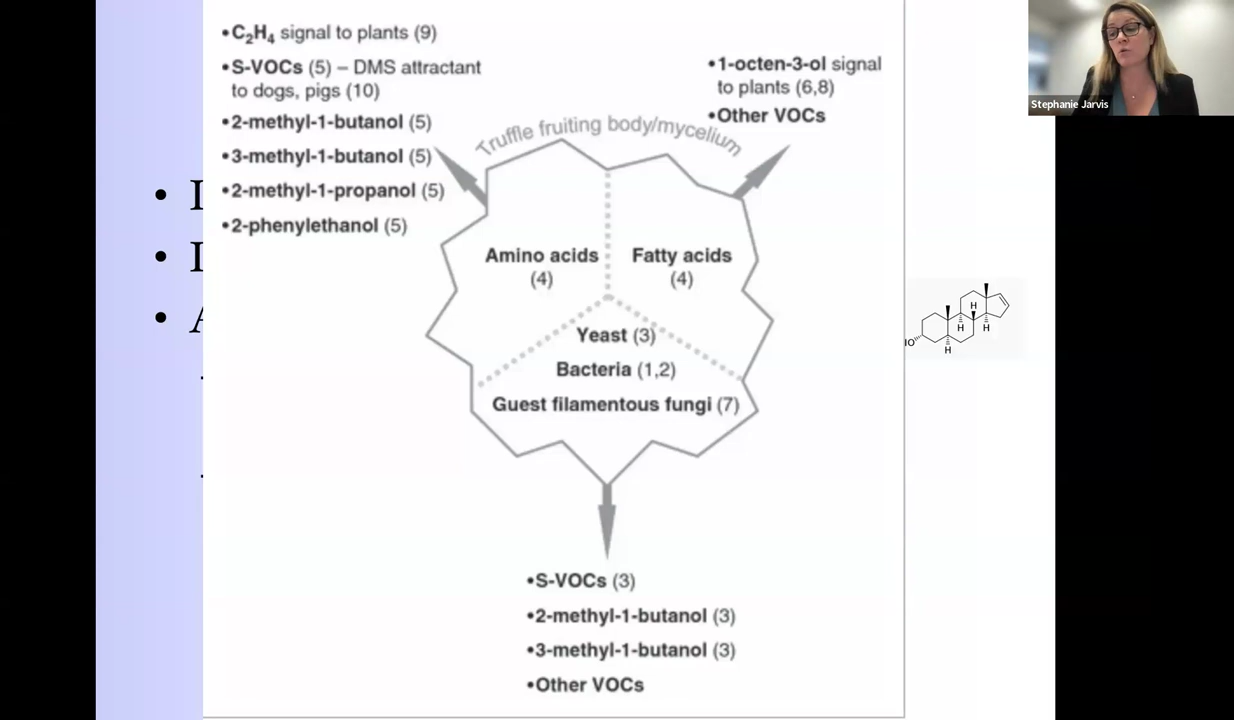 •C₂H₄ signal to plants (9)
•S-VOCs (5) – DMS attractant
to dogs, pigs (10)
•2-methyl-1-butanol (5)
•3-methyl-1-butanol (5)
•2-methyl-1-propanol (5)
•2-phenylethanol (5)
•1-octen-3-ol signal
to plants (6,8)
•Other VOCs
Truffle fruiting body/mycelium
Amino acids
(4)
Fatty acids
(4)
Yeast (3)
Bacteria (1,2)
Guest filamentous fungi (7)
•S-VOCs (3)
•2-methyl-1-butanol (3)
•3-methyl-1-butanol (3)
•Other VOCs
Stephanie Jarvis
H
H
H
H